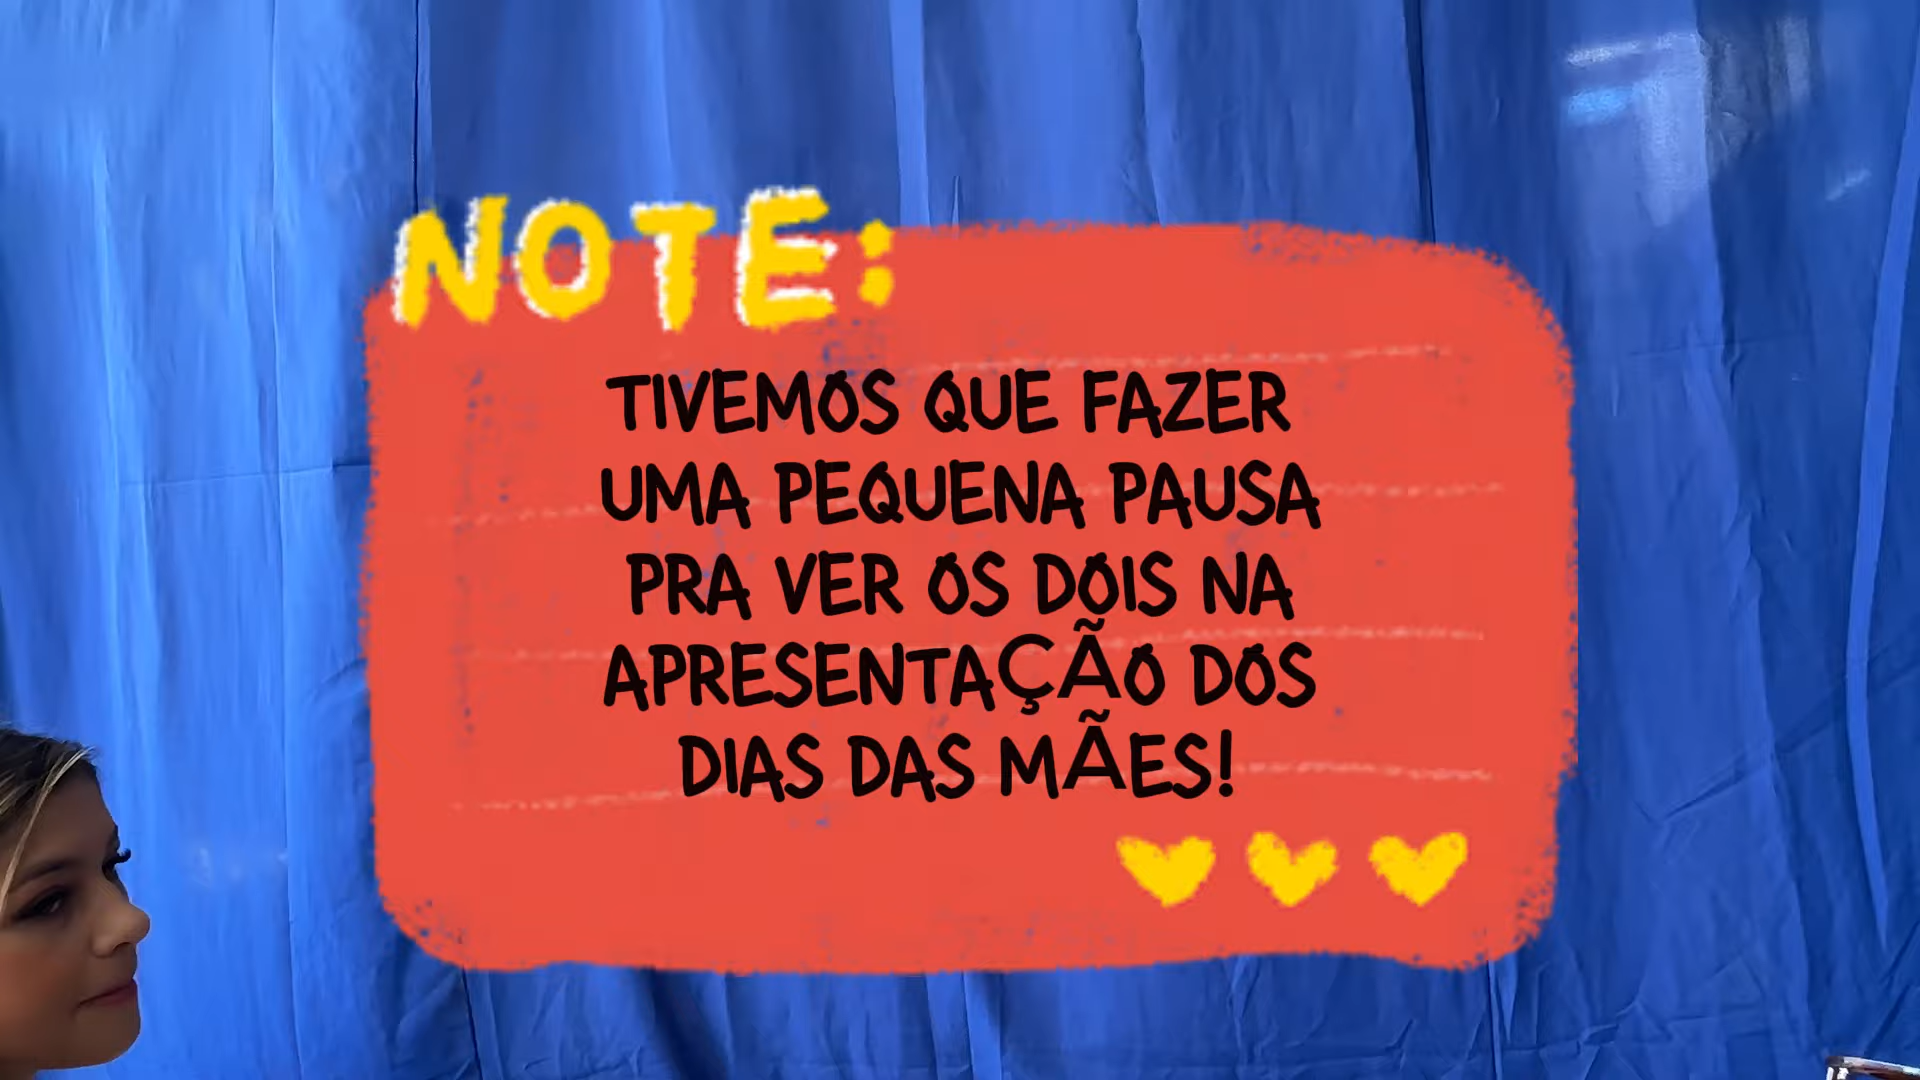 NOTE:
TIVEMOS QUE FAZER
UMA PEQUENA PAUSA
PRA VER OS DOIS NA
APRESENTAÇÃO DOS
DIAS DAS MÃES!